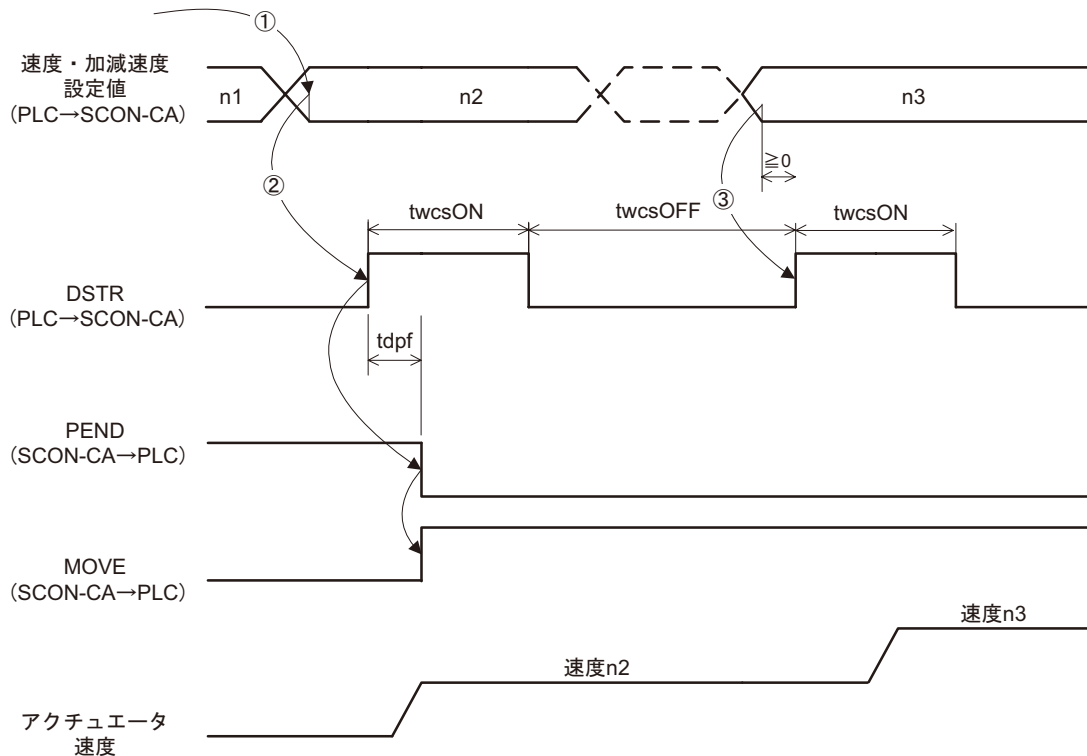 ①
速度・加減速度
設定値
(PLC→SCON-CA)
n1
n2
n3
≧0
②
③
twcsON
twcsOFF
twcsON
DSTR
(PLC→SCON-CA)
tdpf
PEND
(SCON-CA→PLC)
MOVE
(SCON-CA→PLC)
速度n3
速度n2
アクチュエータ
速度